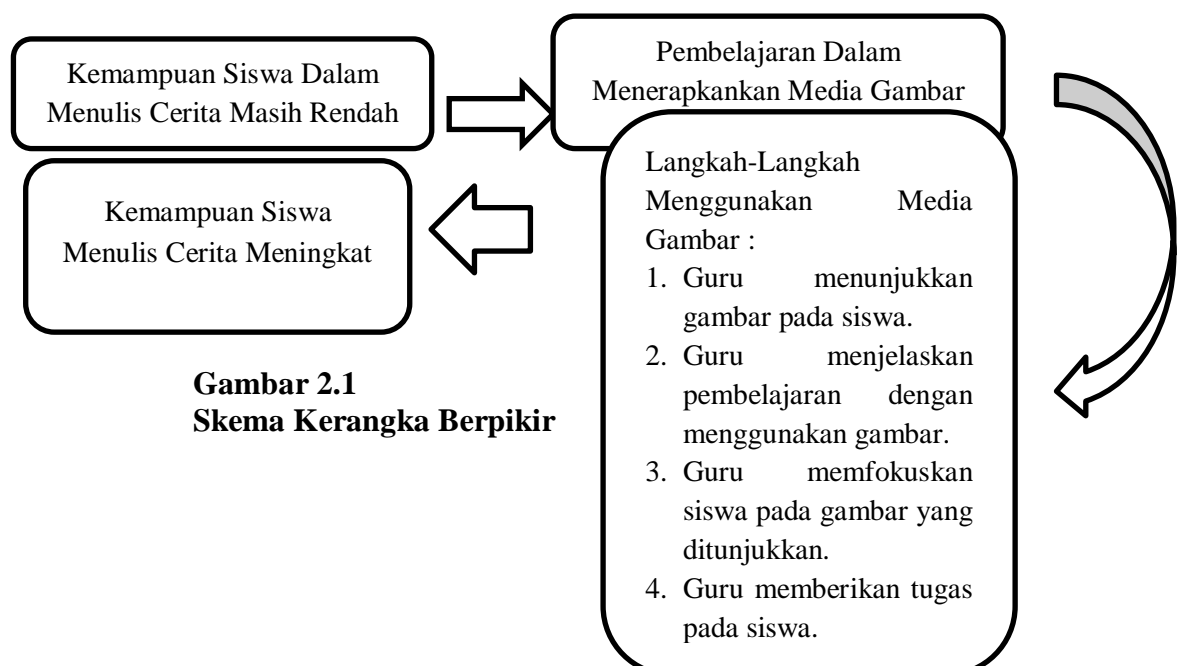 Kemampuan Siswa Dalam
Menulis Cerita Masih Rendah
Pembelajaran Dalam
Menerapkankan Media Gambar
Langkah-Langkah
Menggunakan Media
Gambar :
1. Guru menunjukkan
gambar pada siswa.
2. Guru menjelaskan
pembelajaran dengan
menggunakan gambar.
3. Guru memfokuskan
siswa pada gambar yang
ditunjukkan.
4. Guru memberikan tugas
pada siswa.
Kemampuan Siswa
Menulis Cerita Meningkat
Gambar 2.1
Skema Kerangka Berpikir